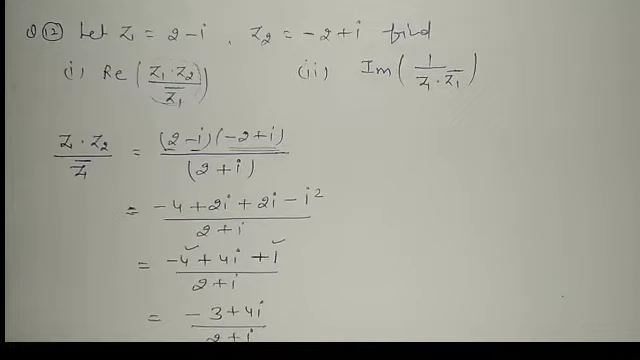 Q(12) Let Z₁ = 2-i , Z₂ = -2+i find
(i) Re(Z₁·Z₂/Z̄₁) (ii) Im(1/Z₁·Z̄₁)
Z₁·Z₂/Z̄₁ = (2-i)(-2+i)/(2+i)
= -4+2i+2i-i²/2+i
= -4+4i+1/2+i
= -3+4i/2+i